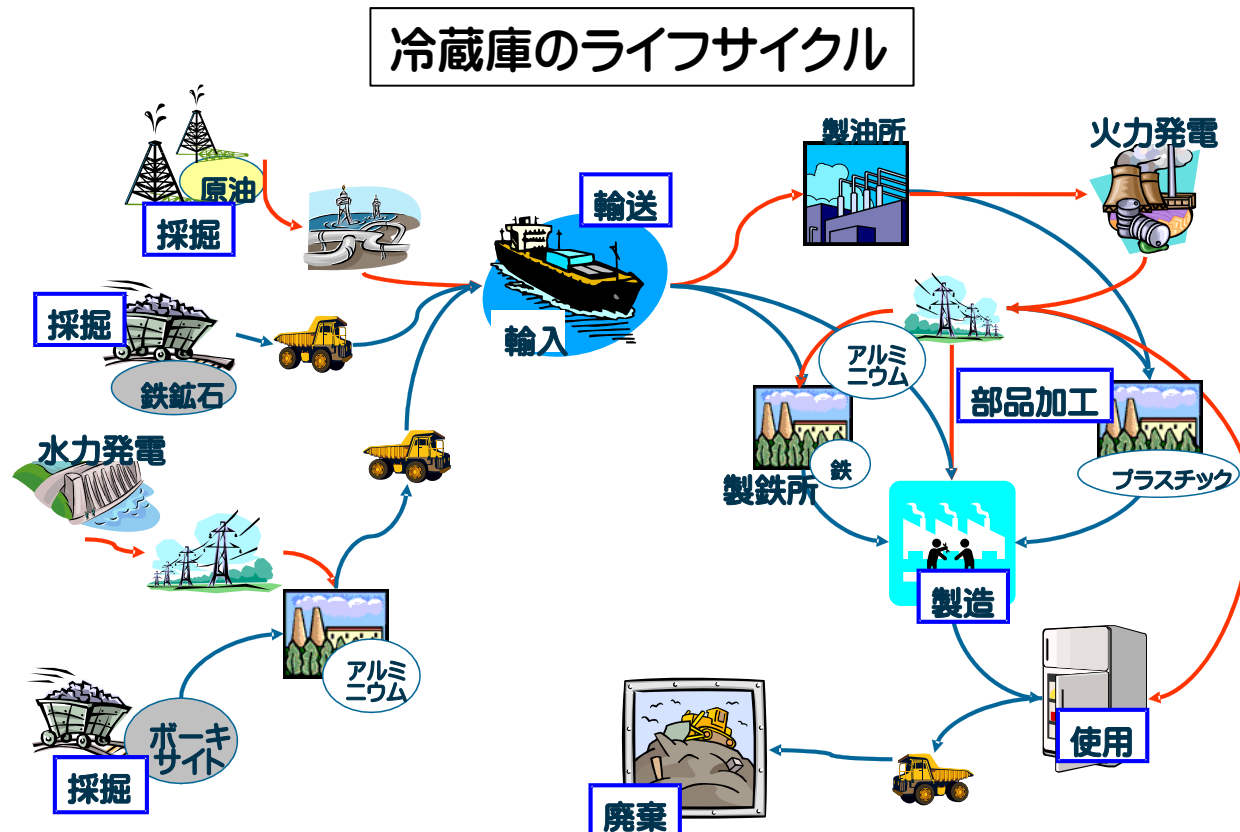 冷蔵庫のライフサイクル
原油
採掘
輸送
輸入
製油所
火力発電
採掘
鉄鉱石
アルミ
ニウム
部品加工
水力発電
鉄
製鉄所
プラスチック
製造
アルミ
ニウム
ボーキ
サイト
採掘
使用
廃棄